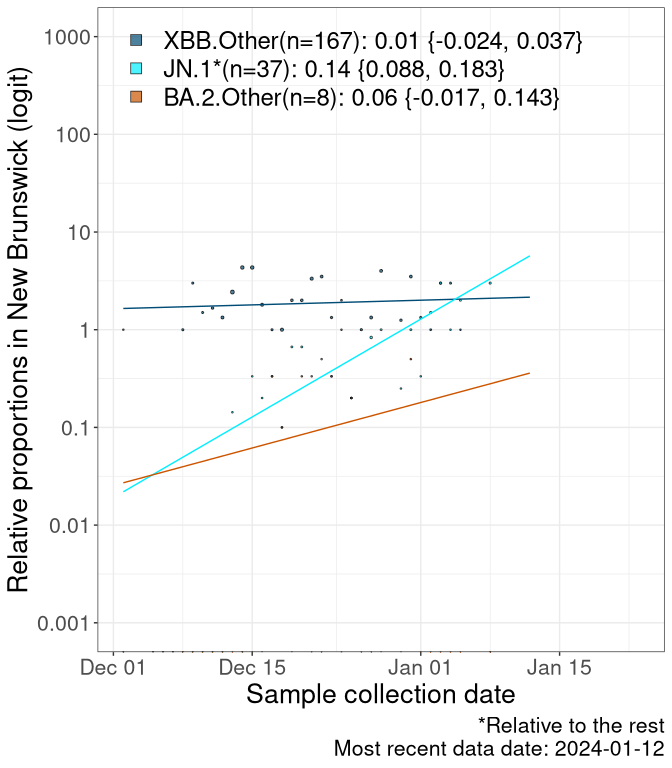 XBB.Other(n=167): 0.01 {-0.024, 0.037}
JN.1*(n=37): 0.14 {0.088, 0.183}
BA.2.Other(n=8): 0.06 {-0.017, 0.143}
Relative proportions in New Brunswick (logit)
1000
100
10
1
0.1
0.01
0.001
Dec 01 Dec 15 Jan 01 Jan 15
Sample collection date
*Relative to the rest
Most recent data date: 2024-01-12